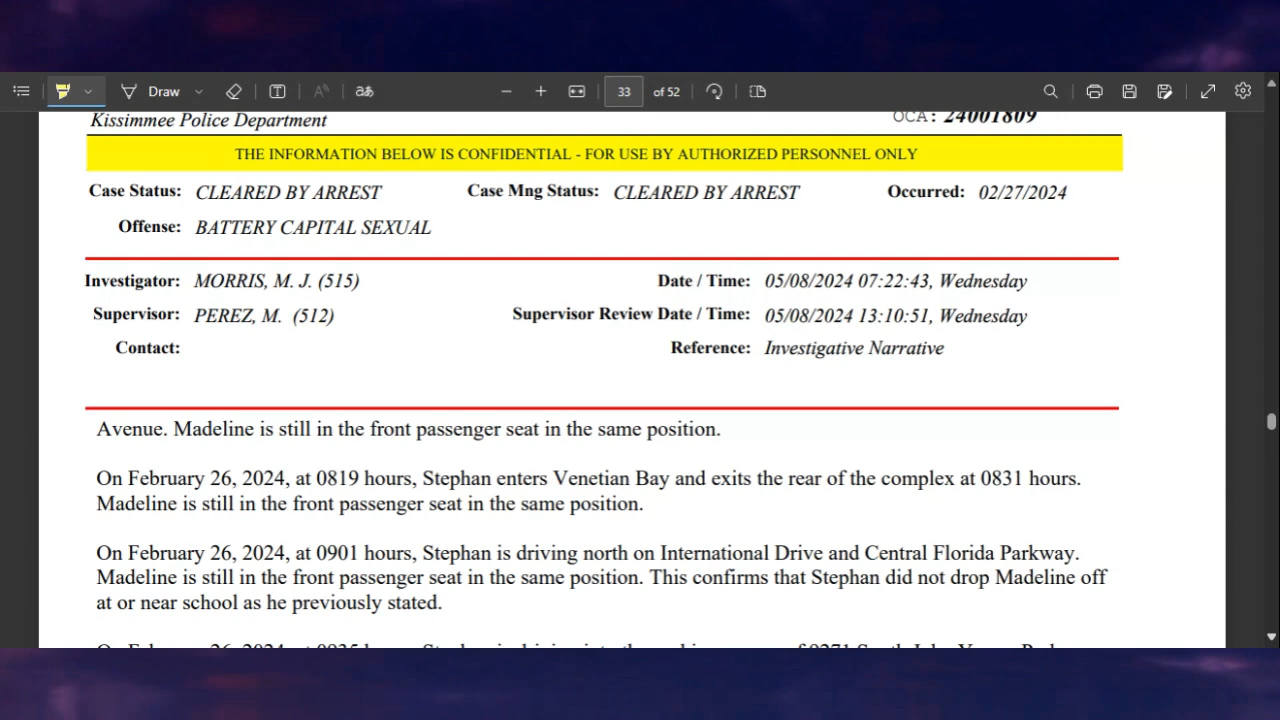 Draw
33 of 52
Kissimmee Police Department OCA: 24001809
THE INFORMATION BELOW IS CONFIDENTIAL - FOR USE BY AUTHORIZED PERSONNEL ONLY
Case Status: CLEARED BY ARREST Case Mng Status: CLEARED BY ARREST Occurred: 02/27/2024
Offense: BATTERY CAPITAL SEXUAL
Investigator: MORRIS, M. J. (515) Date / Time: 05/08/2024 07:22:43, Wednesday
Supervisor: PEREZ, M. (512) Supervisor Review Date / Time: 05/08/2024 13:10:51, Wednesday
Contact: Reference: Investigative Narrative
Avenue. Madeline is still in the front passenger seat in the same position.
On February 26, 2024, at 0819 hours, Stephan enters Venetian Bay and exits the rear of the complex at 0831 hours.
Madeline is still in the front passenger seat in the same position.
On February 26, 2024, at 0901 hours, Stephan is driving north on International Drive and Central Florida Parkway.
Madeline is still in the front passenger seat in the same position. This confirms that Stephan did not drop Madeline off
at or near school as he previously stated.